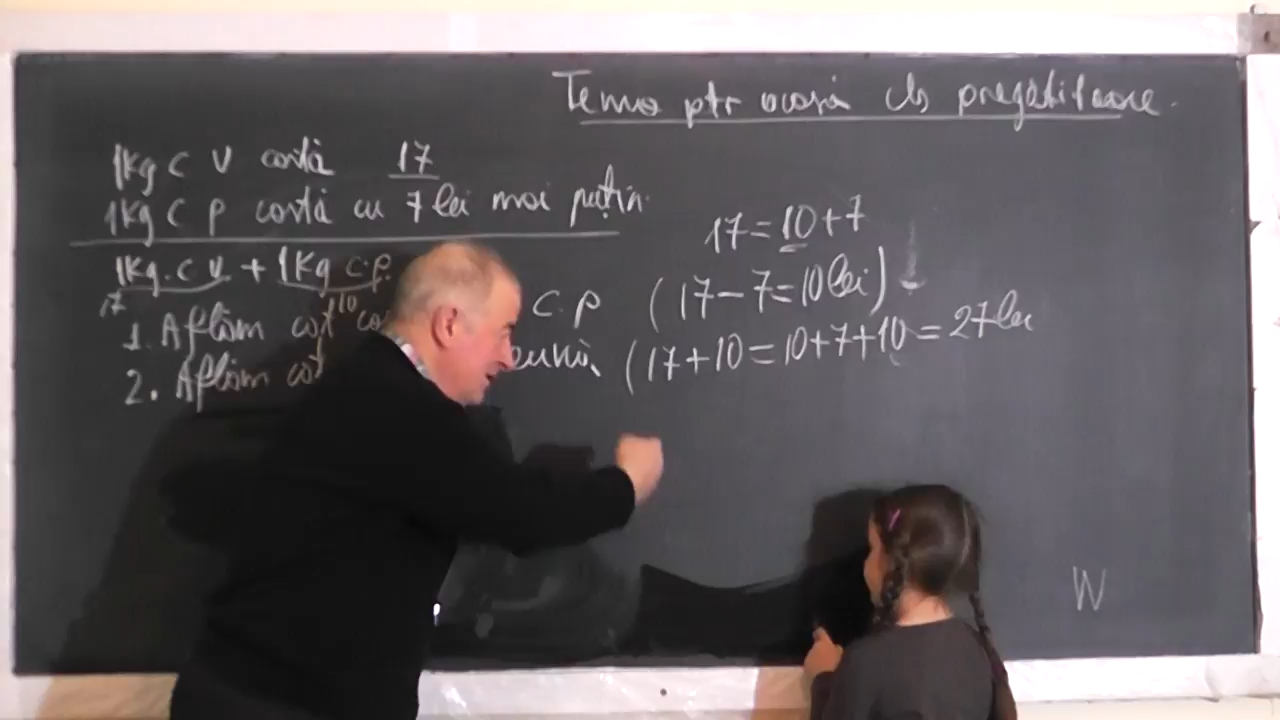 Tema ptr acasă cls pregătitoare.
1kg C V costă 17
1kg C P costă cu 7 lei mai puțin.
1kg. C V + 1kg C.P.
17 10
17 = 10 + 7
1. Aflăm cât C.P (17 - 7 = 10 lei)
2. Aflăm cât (17 + 10 = 10 + 7 + 10 = 27 lei
W